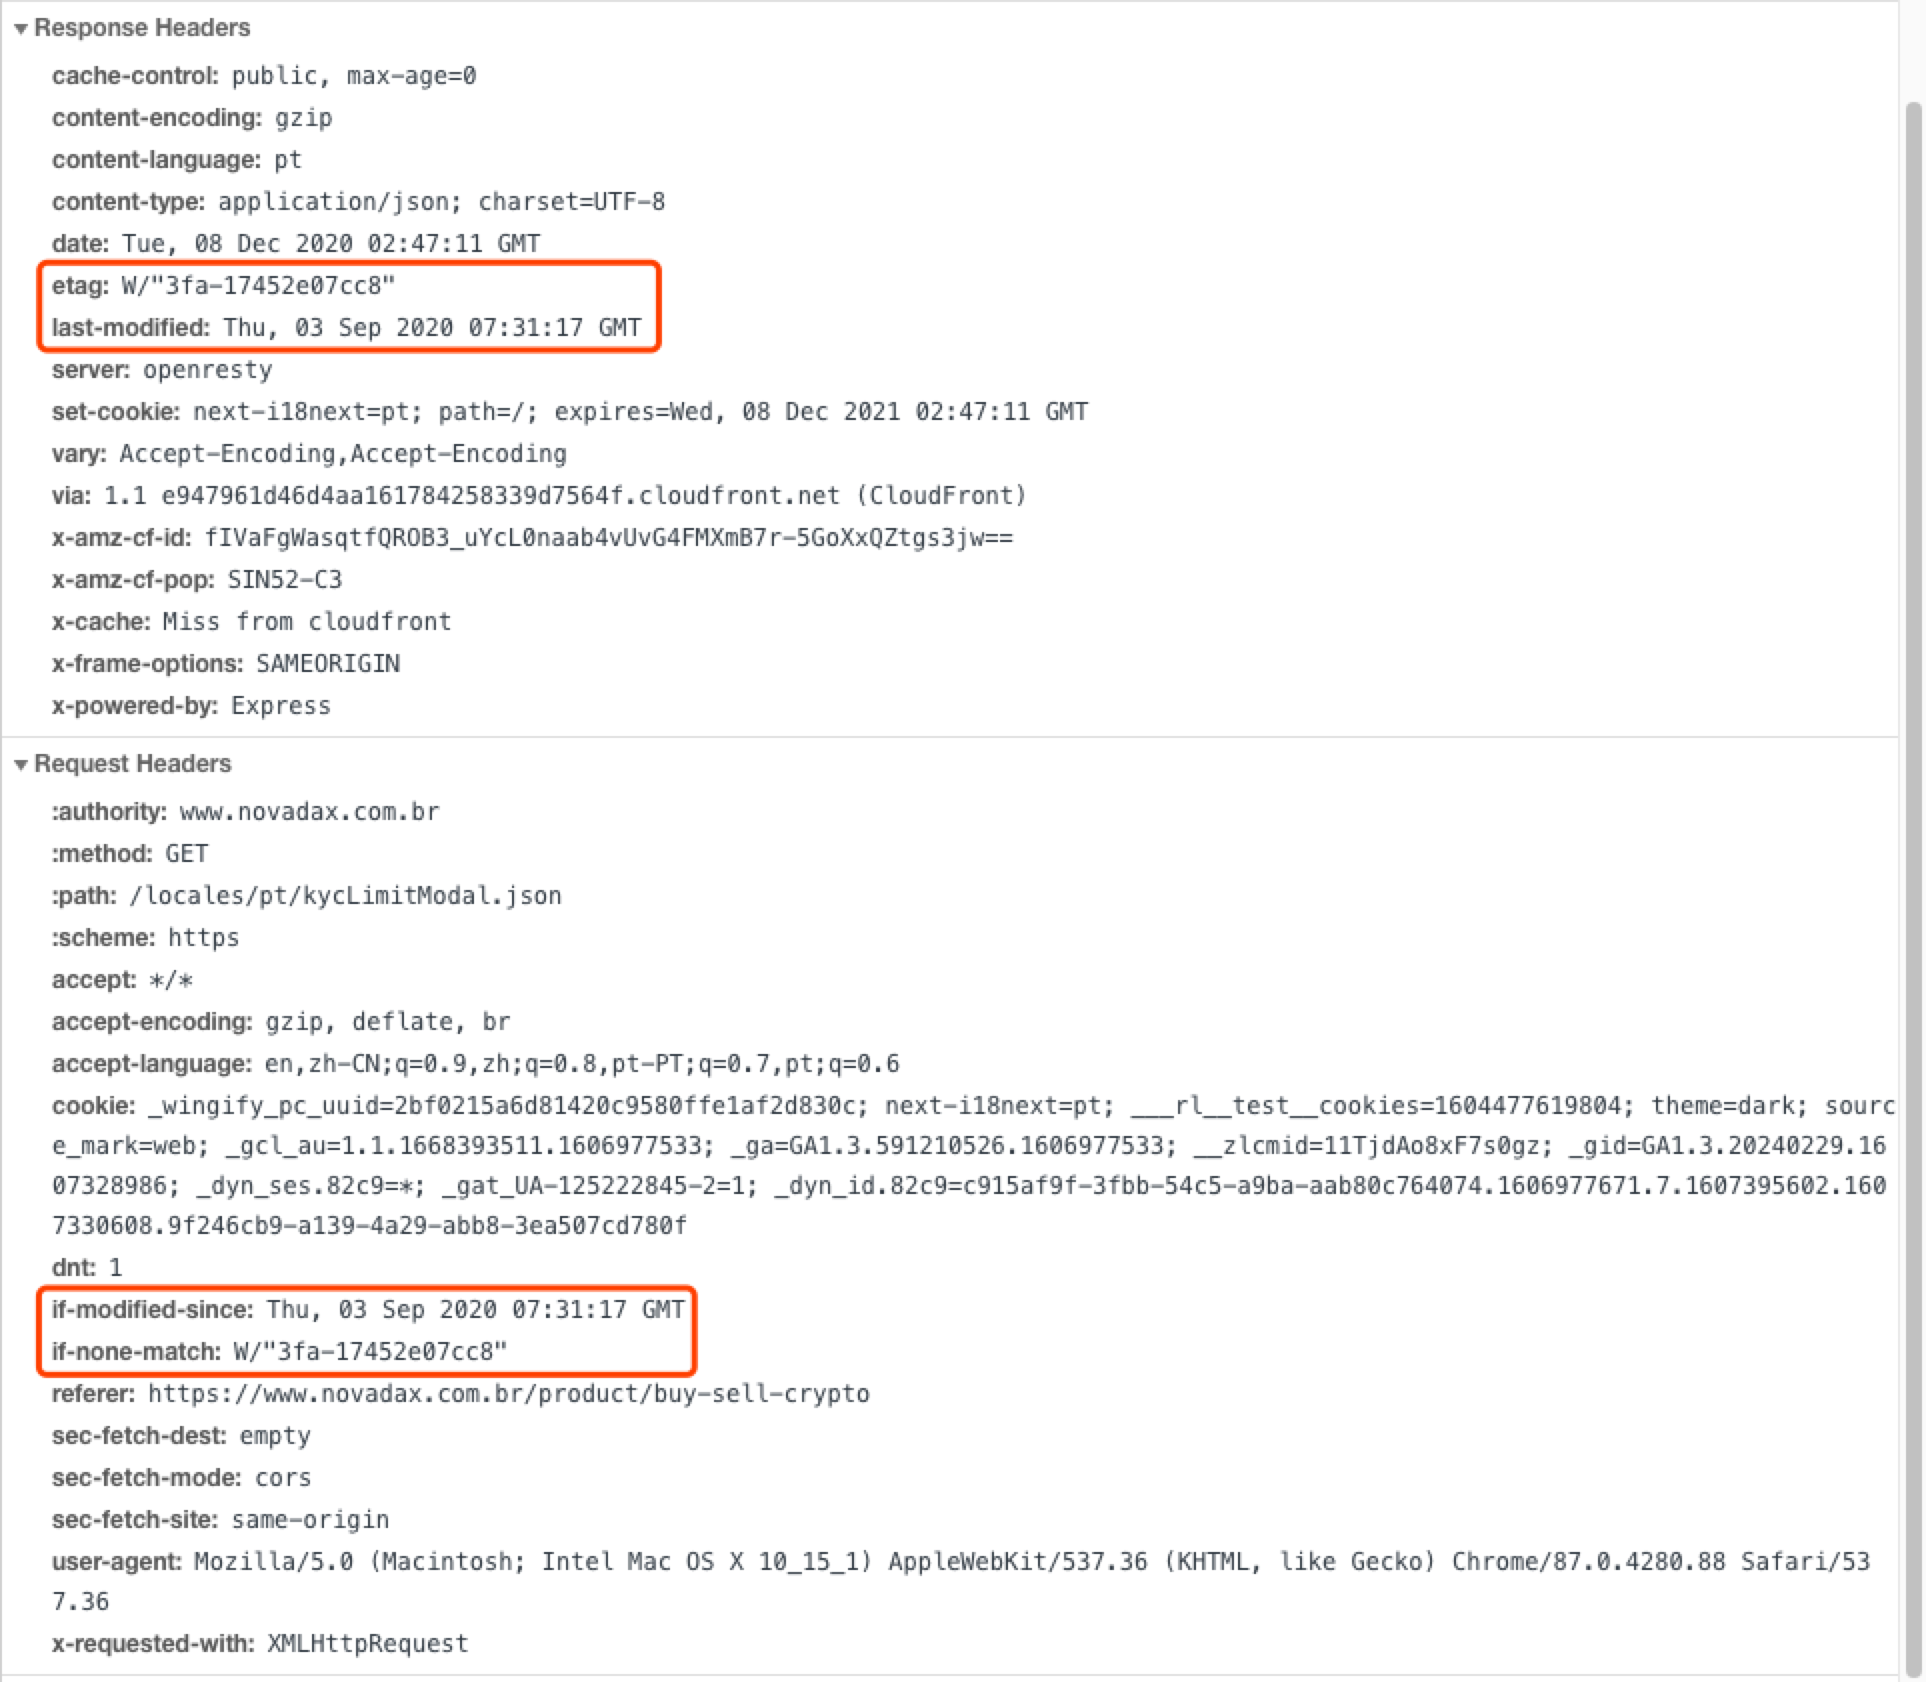 Response Headers
cache-control: public, max-age=0
content-encoding: gzip
content-language: pt
content-type: application/json; charset=UTF-8
date: Tue, 08 Dec 2020 02:47:11 GMT
etag: W/"3fa-17452e07cc8"
last-modified: Thu, 03 Sep 2020 07:31:17 GMT
server: openresty
set-cookie: next-i18next=pt; path=/; expires=Wed, 08 Dec 2021 02:47:11 GMT
vary: Accept-Encoding,Accept-Encoding
via: 1.1 e947961d46d4aa161784258339d7564f.cloudfront.net (CloudFront)
x-amz-cf-id: fIVaFgWasqtfQROB3_uYcL0naab4vUvG4FMXmB7r-5GoXxQZtgs3jw==
x-amz-cf-pop: SIN52-C3
x-cache: Miss from cloudfront
x-frame-options: SAMEORIGIN
x-powered-by: Express
Request Headers
:authority: www.novadax.com.br
:method: GET
:path: /locales/pt/kycLimitModal.json
:scheme: https
accept: */*
accept-encoding: gzip, deflate, br
accept-language: en,zh-CN;q=0.9,zh;q=0.8,pt-PT;q=0.7,pt;q=0.6
cookie: _wingify_pc_uuid=2bf0215a6d81420c9580ffe1af2d830c; next-i18next=pt; ___rl__test__cookies=1604477619804; theme=dark; sourc
e_mark=web; _gcl_au=1.1.1668393511.1606977533; _ga=GA1.3.591210526.1606977533; __zlcmid=11TjdAo8xF7s0gz; _gid=GA1.3.20240229.16
07328986; _dyn_ses.82c9=*; _gat_UA-125222845-2=1; _dyn_id.82c9=c915af9f-3fbb-54c5-a9ba-aab80c764074.1606977671.7.1607395602.160
7330608.9f246cb9-a139-4a29-abb8-3ea507cd780f
dnt: 1
if-modified-since: Thu, 03 Sep 2020 07:31:17 GMT
if-none-match: W/"3fa-17452e07cc8"
referer: https://www.novadax.com.br/product/buy-sell-crypto
sec-fetch-dest: empty
sec-fetch-mode: cors
sec-fetch-site: same-origin
user-agent: Mozilla/5.0 (Macintosh; Intel Mac OS X 10_15_1) AppleWebKit/537.36 (KHTML, like Gecko) Chrome/87.0.4280.88 Safari/53
7.36
x-requested-with: XMLHttpRequest